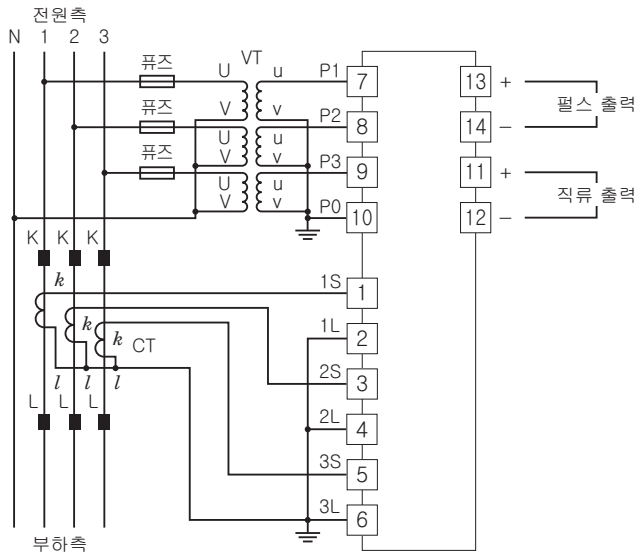 전원측
N 1 2 3
퓨즈 U VT u P1 7 13 +
펄스 출력
V v
퓨즈 U u P2 8 14 −
V v
퓨즈 U u P3 9 11 +
직류 출력
V v P0 10 12 −
K K K
k 1S 1
k k CT 1L 2
l l l 2S 3
L L L 2L 4
3S 5
3L 6
부하측